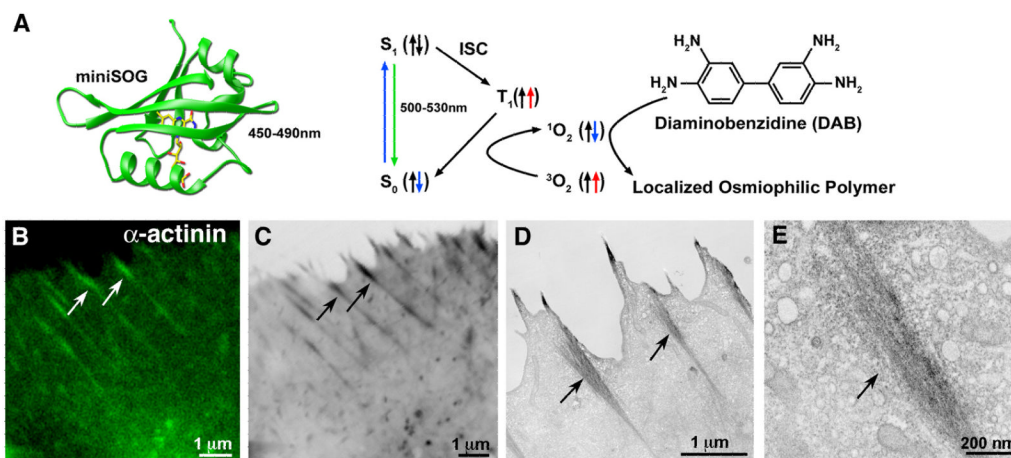 A
miniSOG
450-490nm
S1 (↑↓)
ISC
500-530nm
T1(↑↑)
S0 (↑↓)
1O2 (↑↓)
3O2 (↑↑)
NH2
H2N
NH2
H2N
NH2
Diaminobenzidine (DAB)
Localized Osmiophilic Polymer
B
α-actinin
1 μm
C
1 μm
D
1 μm
E
200 nm